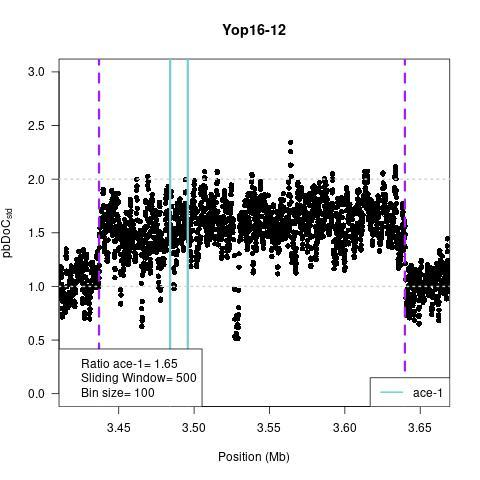 Yop16-12
pbDoCstd
3.0
2.5
2.0
1.5
1.0
0.5
0.0
Ratio ace-1= 1.65
Sliding Window= 500
Bin size= 100
ace-1
3.45 3.50 3.55 3.60 3.65
Position (Mb)